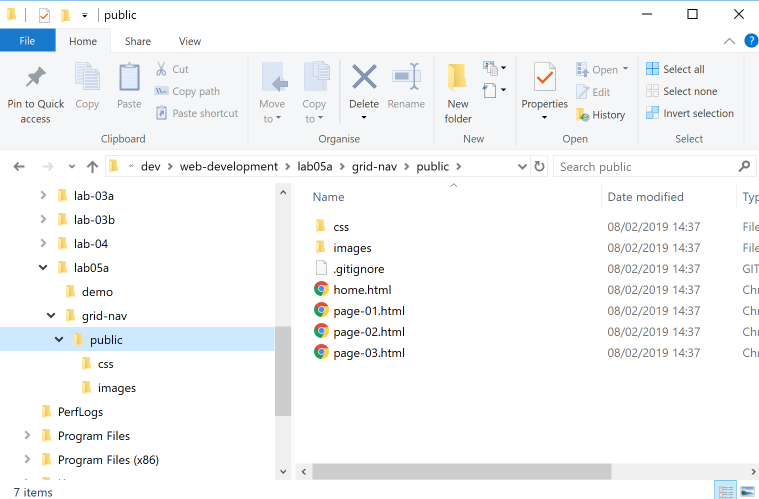 public
File Home Share View
Pin to Quick access
Copy
Paste
Cut
Copy path
Paste shortcut
Clipboard
Move to
Copy to
Delete
Rename
Organise
New folder
New
Properties
Open
Edit
History
Open
Select all
Select none
Invert selection
Select
« dev > web-development > lab05a > grid-nav > public >
Search public
lab-03a
lab-03b
lab-04
lab05a
demo
grid-nav
public
css
images
PerfLogs
Program Files
Program Files (x86)
Name Date modified Typ
css 08/02/2019 14:37 File
images 08/02/2019 14:37 File
.gitignore 08/02/2019 14:37 GIT
home.html 08/02/2019 14:37 Chr
page-01.html 08/02/2019 14:37 Chr
page-02.html 08/02/2019 14:37 Chr
page-03.html 08/02/2019 14:37 Chr
7 items